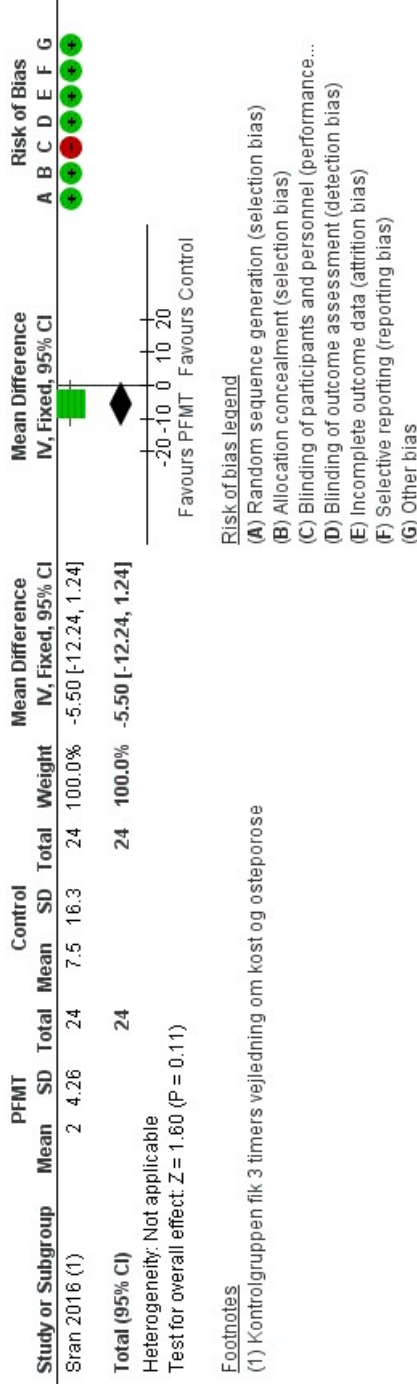 PFMT Control Mean Difference Mean Difference Risk of Bias
Study or Subgroup Mean SD Total Mean SD Total Weight IV, Fixed, 95% CI IV, Fixed, 95% CI A B C D E F G
Sran 2016 (1) 2 4.26 24 7.5 16.3 24 100.0% -5.50 [-12.24, 1.24] + + - + + + +
Total (95% CI) 24 24 100.0% -5.50 [-12.24, 1.24]
Heterogeneity: Not applicable
Test for overall effect: Z = 1.60 (P = 0.11)
-20 -10 0 10 20
Favours PFMT Favours Control
Footnotes
(1) Kontrolgruppen fik 3 timers vejledning om kost og osteporose
Risk of bias legend
(A) Random sequence generation (selection bias)
(B) Allocation concealment (selection bias)
(C) Blinding of participants and personnel (performance...
(D) Blinding of outcome assessment (detection bias)
(E) Incomplete outcome data (attrition bias)
(F) Selective reporting (reporting bias)
(G) Other bias